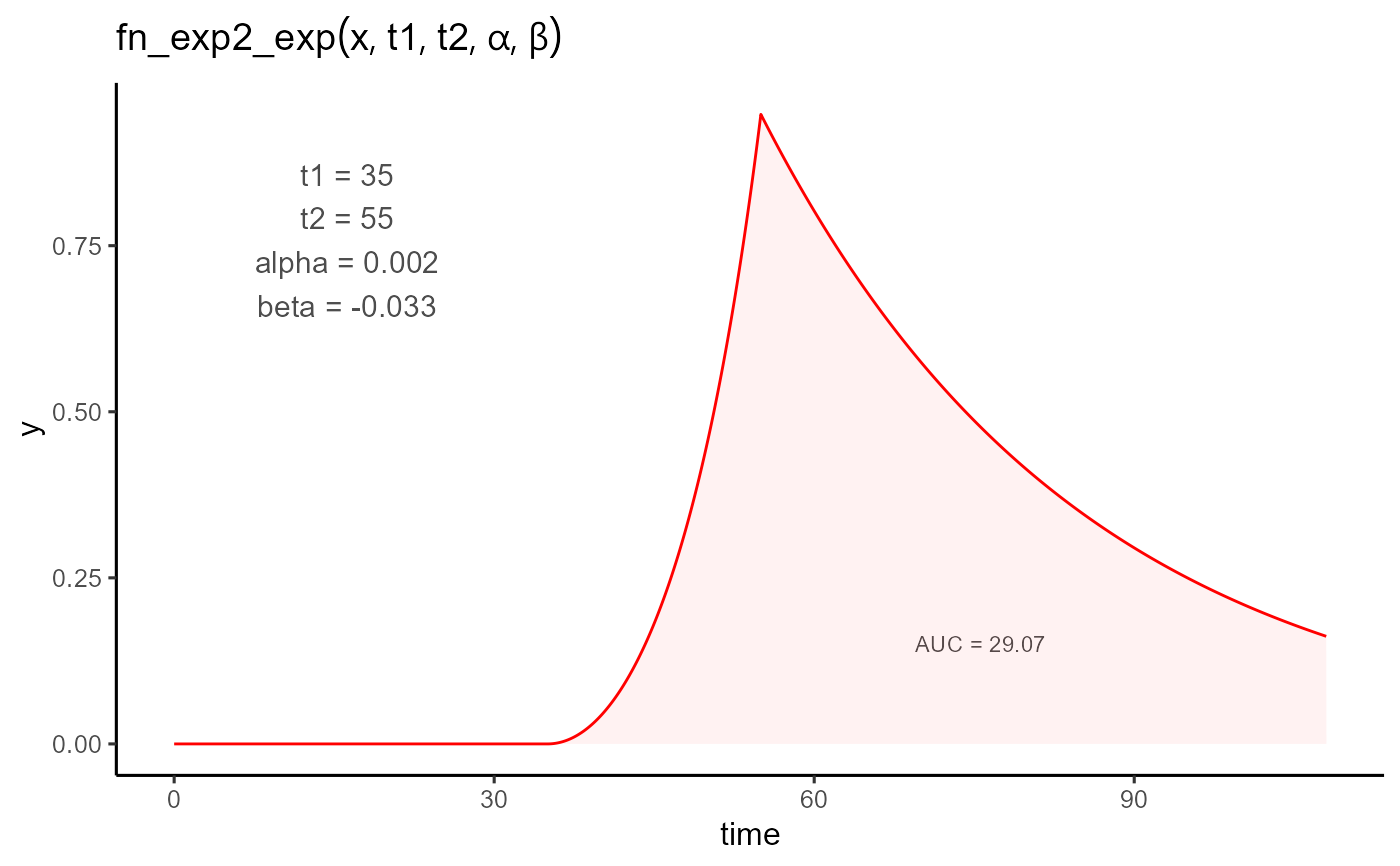 fn_exp2_exp(x, t1, t2, α, β)
t1 = 35
t2 = 55
alpha = 0.002
beta = -0.033
0.75
0.50
0.25
0.00
y
AUC = 29.07
0
30
60
90
time